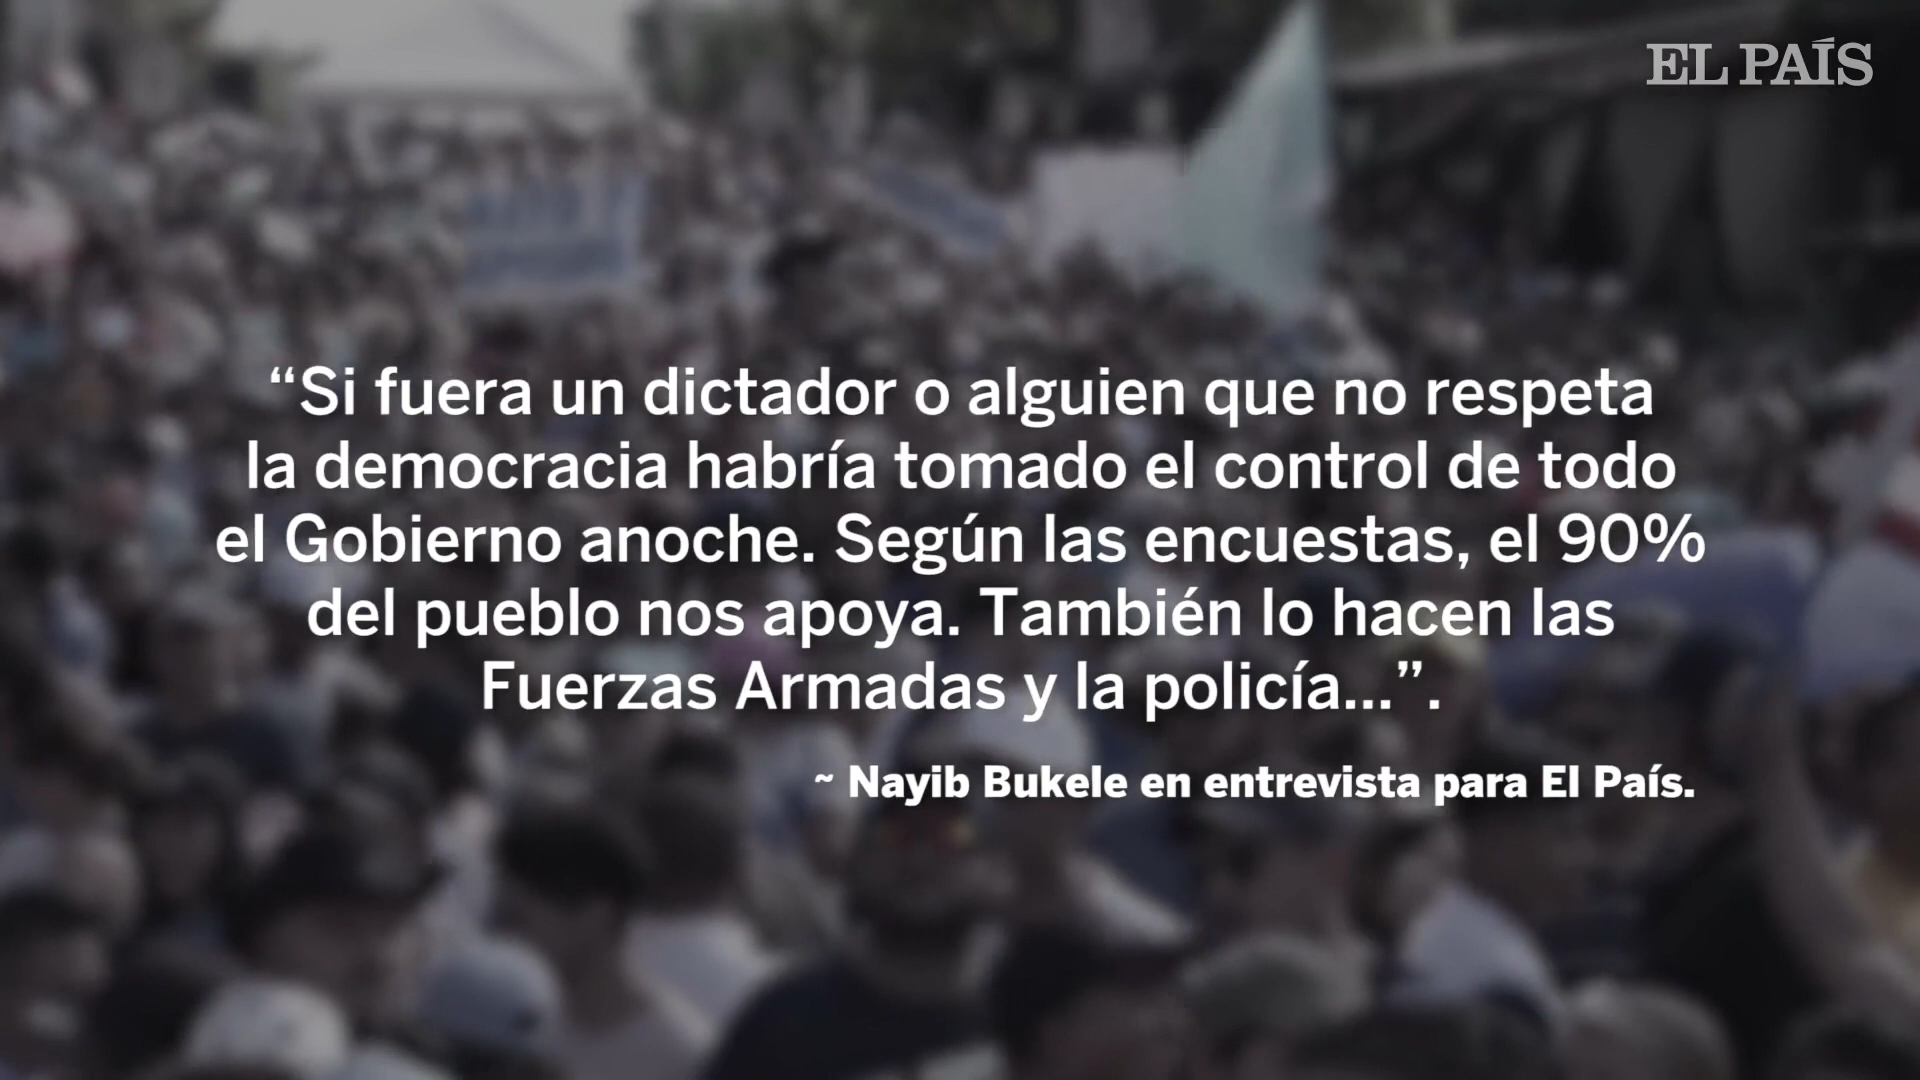 EL PAÍS
“Si fuera un dictador o alguien que no respeta
la democracia habría tomado el control de todo
el Gobierno anoche. Según las encuestas, el 90%
del pueblo nos apoya. También lo hacen las
Fuerzas Armadas y la policía...”.
~ Nayib Bukele en entrevista para El País.